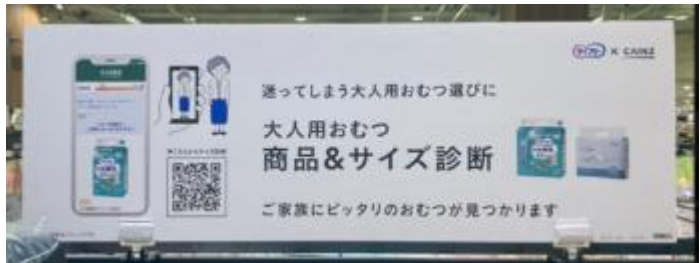 ライフリー × CAINZ
迷ってしまう大人用おむつ選びに
大人用おむつ
商品&サイズ診断
ご家族にピッタリのおむつが見つかります
CAINZ